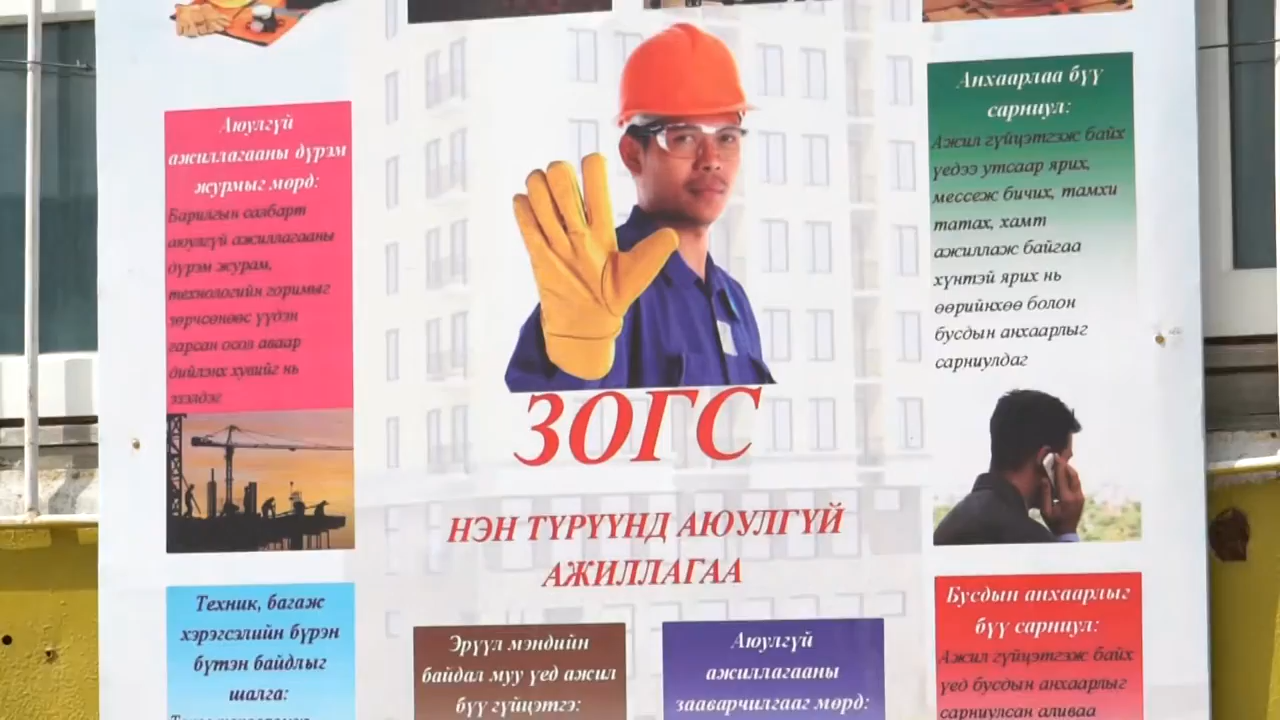 Аюулгүй
ажиллагааны дүрэм
журмыг мөрд:
Барилгын салбарт
аюулгүй ажиллагааны
дүрэм журам,
технологийн горимыг
зөрчсөнөөс үүдэн
гарсан осол аваар
дийлэнх хувийг нь
эзэлдэг
Техник, багаж
хэрэгсэлийн бүрэн
бүтэн байдлыг
шалга:
ЗОГС
НЭН ТҮРҮҮНД АЮУЛГҮЙ
АЖИЛЛАГАА
Эрүүл мэндийн
байдал муу үед ажил
бүү гүйцэтгэ:
Аюулгүй
ажиллагааны
зааварчилгааг мөрд:
Анхаарлаа бүү
сарниул:
Ажил гүйцэтгэж байх
үедээ утсаар ярих,
мессеж бичих, тамхи
татах, хамт
ажиллаж байгаа
хүнтэй ярих нь
өөрийнхөө болон
бусдын анхаарлыг
сарниулдаг
Бусдын анхаарлыг
бүү сарниул:
Ажил гүйцэтгэж байх
үед бусдын анхаарлыг
сарниулсан аливаа